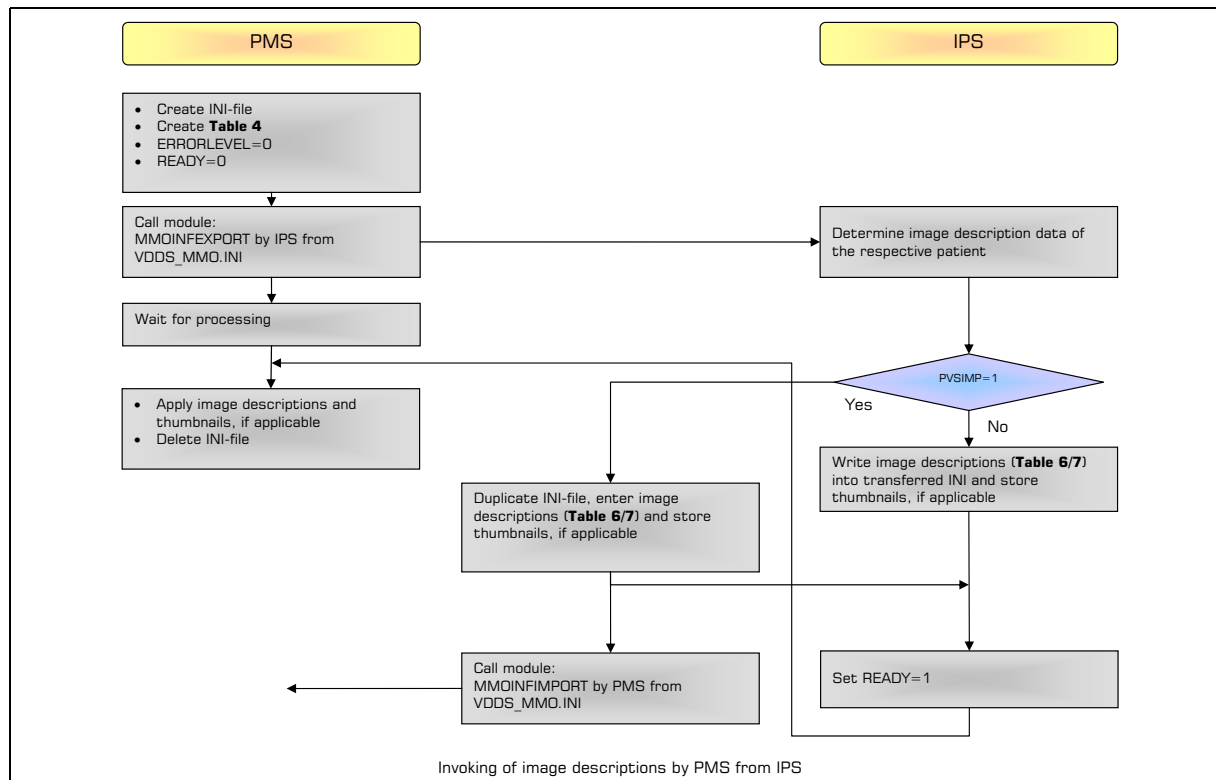 PMS
IPS
• Create INI-file
• Create Table 4
• ERRORLEVEL=0
• READY=0
Call module:
MMOINFEXPORT by IPS from
VDDS_MMO.INI
Determine image description data of
the respective patient
Wait for processing
PVSIMP=1
Yes
No
• Apply image descriptions and
thumbnails, if applicable
• Delete INI-file
Write image descriptions (Table 6/7)
into transferred INI and store
thumbnails, if applicable
Duplicate INI-file, enter image
descriptions (Table 6/7) and store
thumbnails, if applicable
Call module:
MMOINFIMPORT by PMS from
VDDS_MMO.INI
Set READY=1
Invoking of image descriptions by PMS from IPS